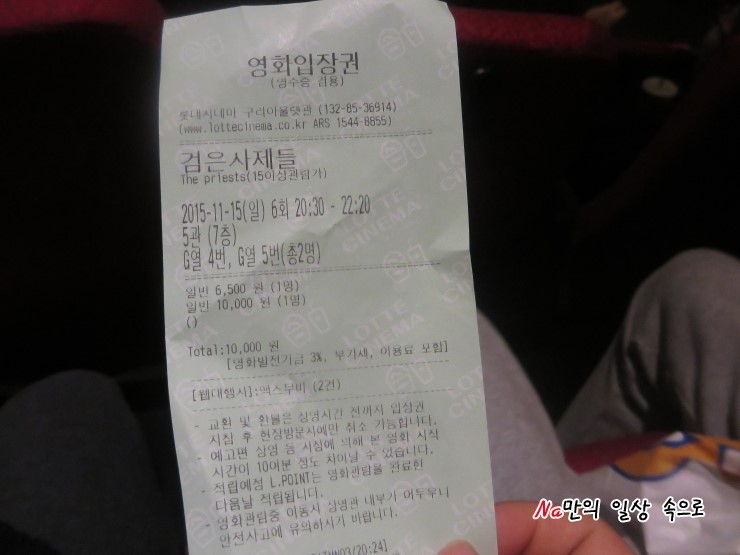 영화입장권
(영수증 겸용)
롯데시네마 구리아울렛관 (132-85-36914)
(www.lottecinema.co.kr ARS 1544-8855)
검은사제들
The priests(15이상관람가)
2015-11-15(일) 6회 20:30 - 22:20
5관 (7층)
G열 4번, G열 5번(총2명)
일반 6,500 원 (1명)
일반 10,000 원 (1명)
()
Total:10,000 원
[영화발전기금 3%, 부가세, 이용료 포함]
[웹대행사]:맥스무비 (2건)
- 교환 및 환불은 상영시간 전까지 입상권
지참 후 현장방문시에만 취소 가능합니다.
- 예고편 상영 등 사정에 의해 본 영화 시작
시간이 10여분 정도 차이날 수 있습니다.
- 적립예정 L.POINT는 영화관람을 완료한
다음날 적립됩니다.
- 영화관람중 이동시 상영관 내부가 어두우니
안전사고에 유의하시기 바랍니다.
/20:24]
LOTTE
CINEMA
Na만의 일상 속으로